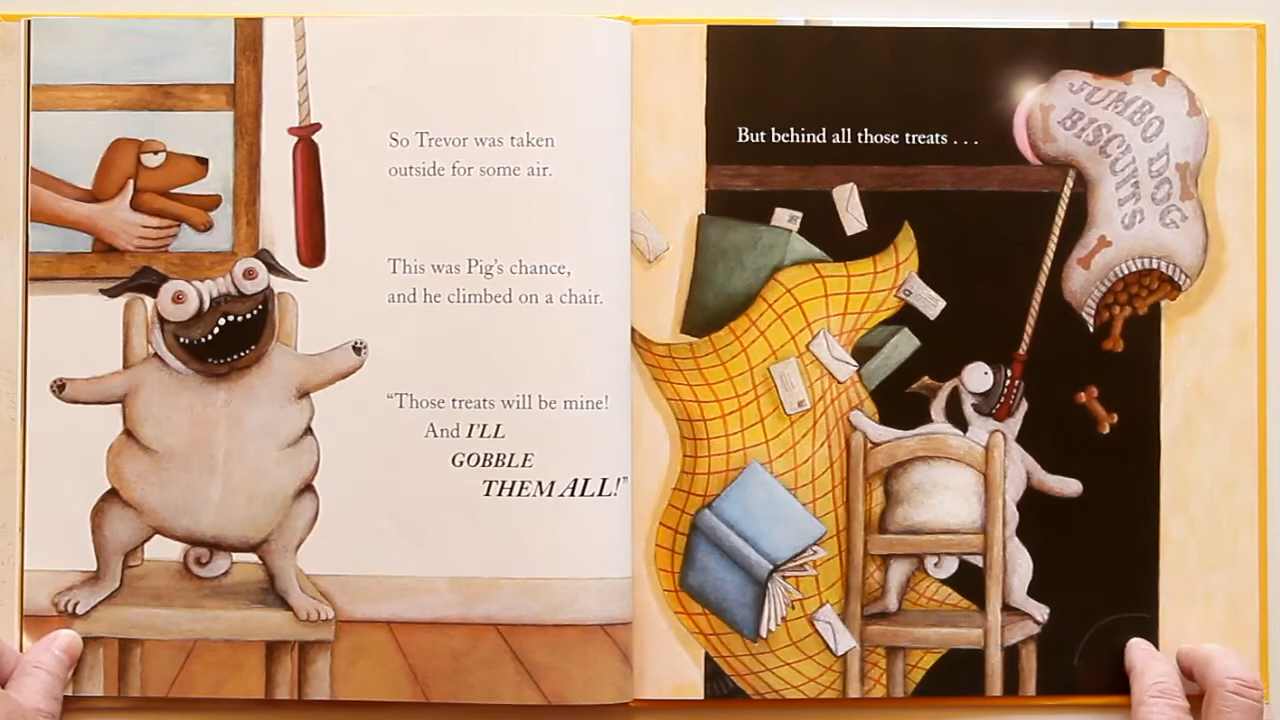 So Trevor was taken
outside for some air.
This was Pig's chance,
and he climbed on a chair.
“Those treats will be mine!
And I'LL
GOBBLE
THEM ALL!”
But behind all those treats . . .
JUMBO DOG
BISCUITS